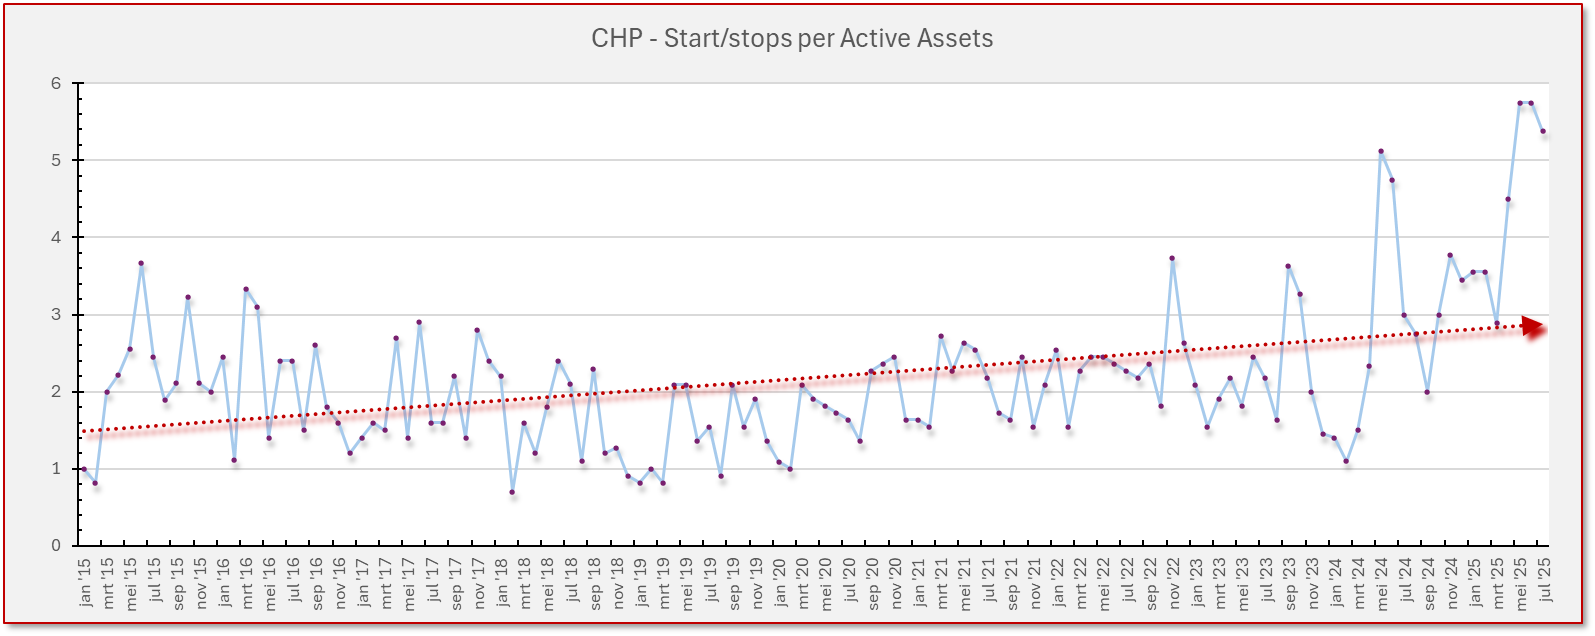 CHP - Start/stops per Active Assets
6
5
4
3
2
1
0
jan '15
mrt '15
mei '15
jul '15
sep '15
nov '15
jan '16
mrt '16
mei '16
jul '16
sep '16
nov '16
jan '17
mrt '17
mei '17
jul '17
sep '17
nov '17
jan '18
mrt '18
mei '18
jul '18
sep '18
nov '18
jan '19
mrt '19
mei '19
jul '19
sep '19
nov '19
jan '20
mrt '20
mei '20
jul '20
sep '20
nov '20
jan '21
mrt '21
mei '21
jul '21
sep '21
nov '21
jan '22
mrt '22
mei '22
jul '22
sep '22
nov '22
jan '23
mrt '23
mei '23
jul '23
sep '23
nov '23
jan '24
mrt '24
mei '24
jul '24
sep '24
nov '24
jan '25
mrt '25
mei '25
jul '25